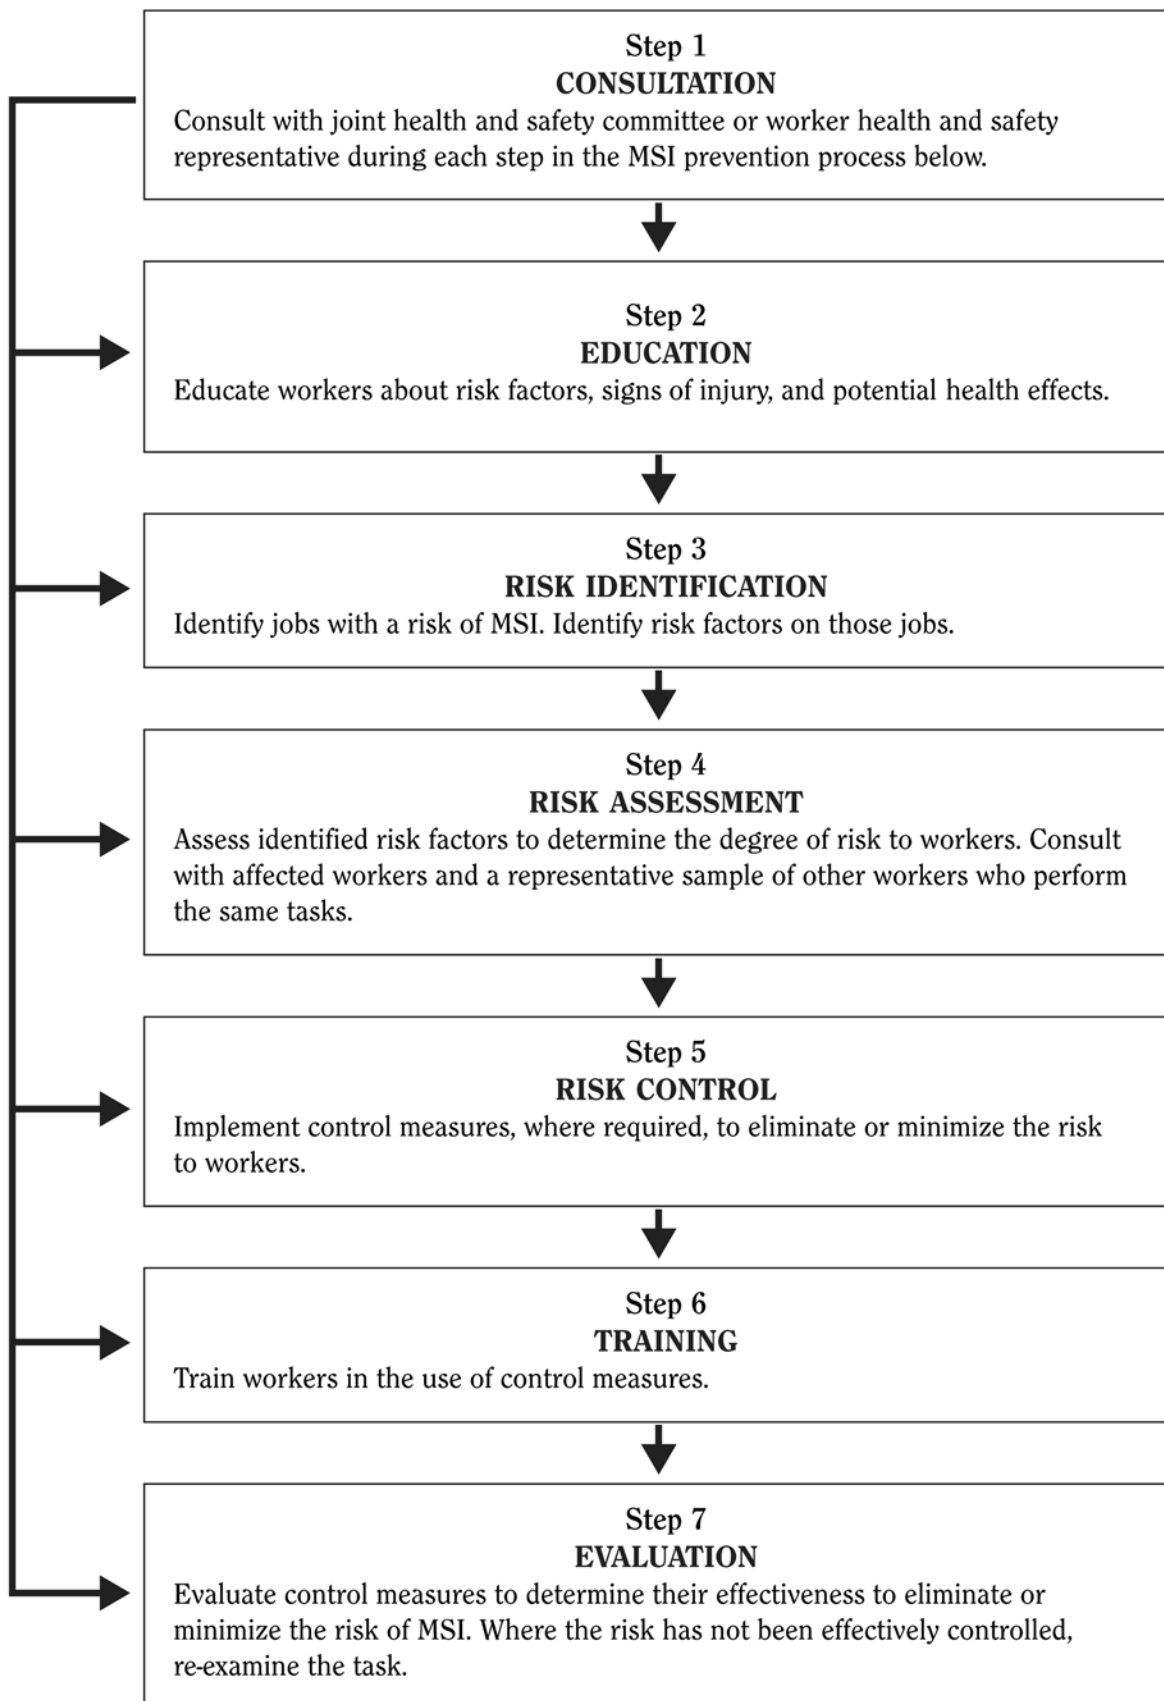 Step 1
CONSULTATION
Consult with joint health and safety committee or worker health and safety
representative during each step in the MSI prevention process below.
Step 2
EDUCATION
Educate workers about risk factors, signs of injury, and potential health effects.
Step 3
RISK IDENTIFICATION
Identify jobs with a risk of MSI. Identify risk factors on those jobs.
Step 4
RISK ASSESSMENT
Assess identified risk factors to determine the degree of risk to workers. Consult
with affected workers and a representative sample of other workers who perform
the same tasks.
Step 5
RISK CONTROL
Implement control measures, where required, to eliminate or minimize the risk
to workers.
Step 6
TRAINING
Train workers in the use of control measures.
Step 7
EVALUATION
Evaluate control measures to determine their effectiveness to eliminate or
minimize the risk of MSI. Where the risk has not been effectively controlled,
re-examine the task.